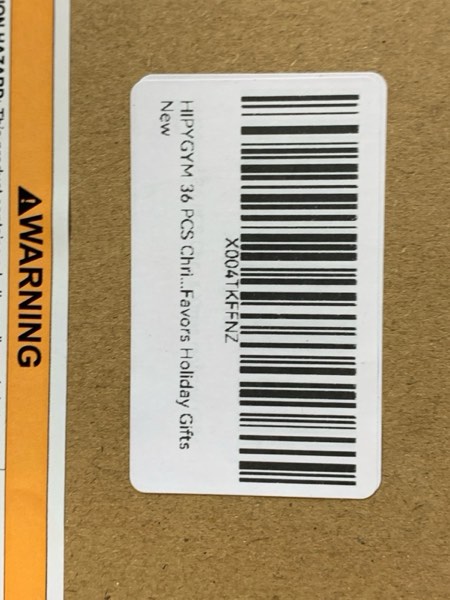 X004TKFFNZ
HIPYGYM 36 PCS Chri...Favors Holiday Gifts
New
WARNING